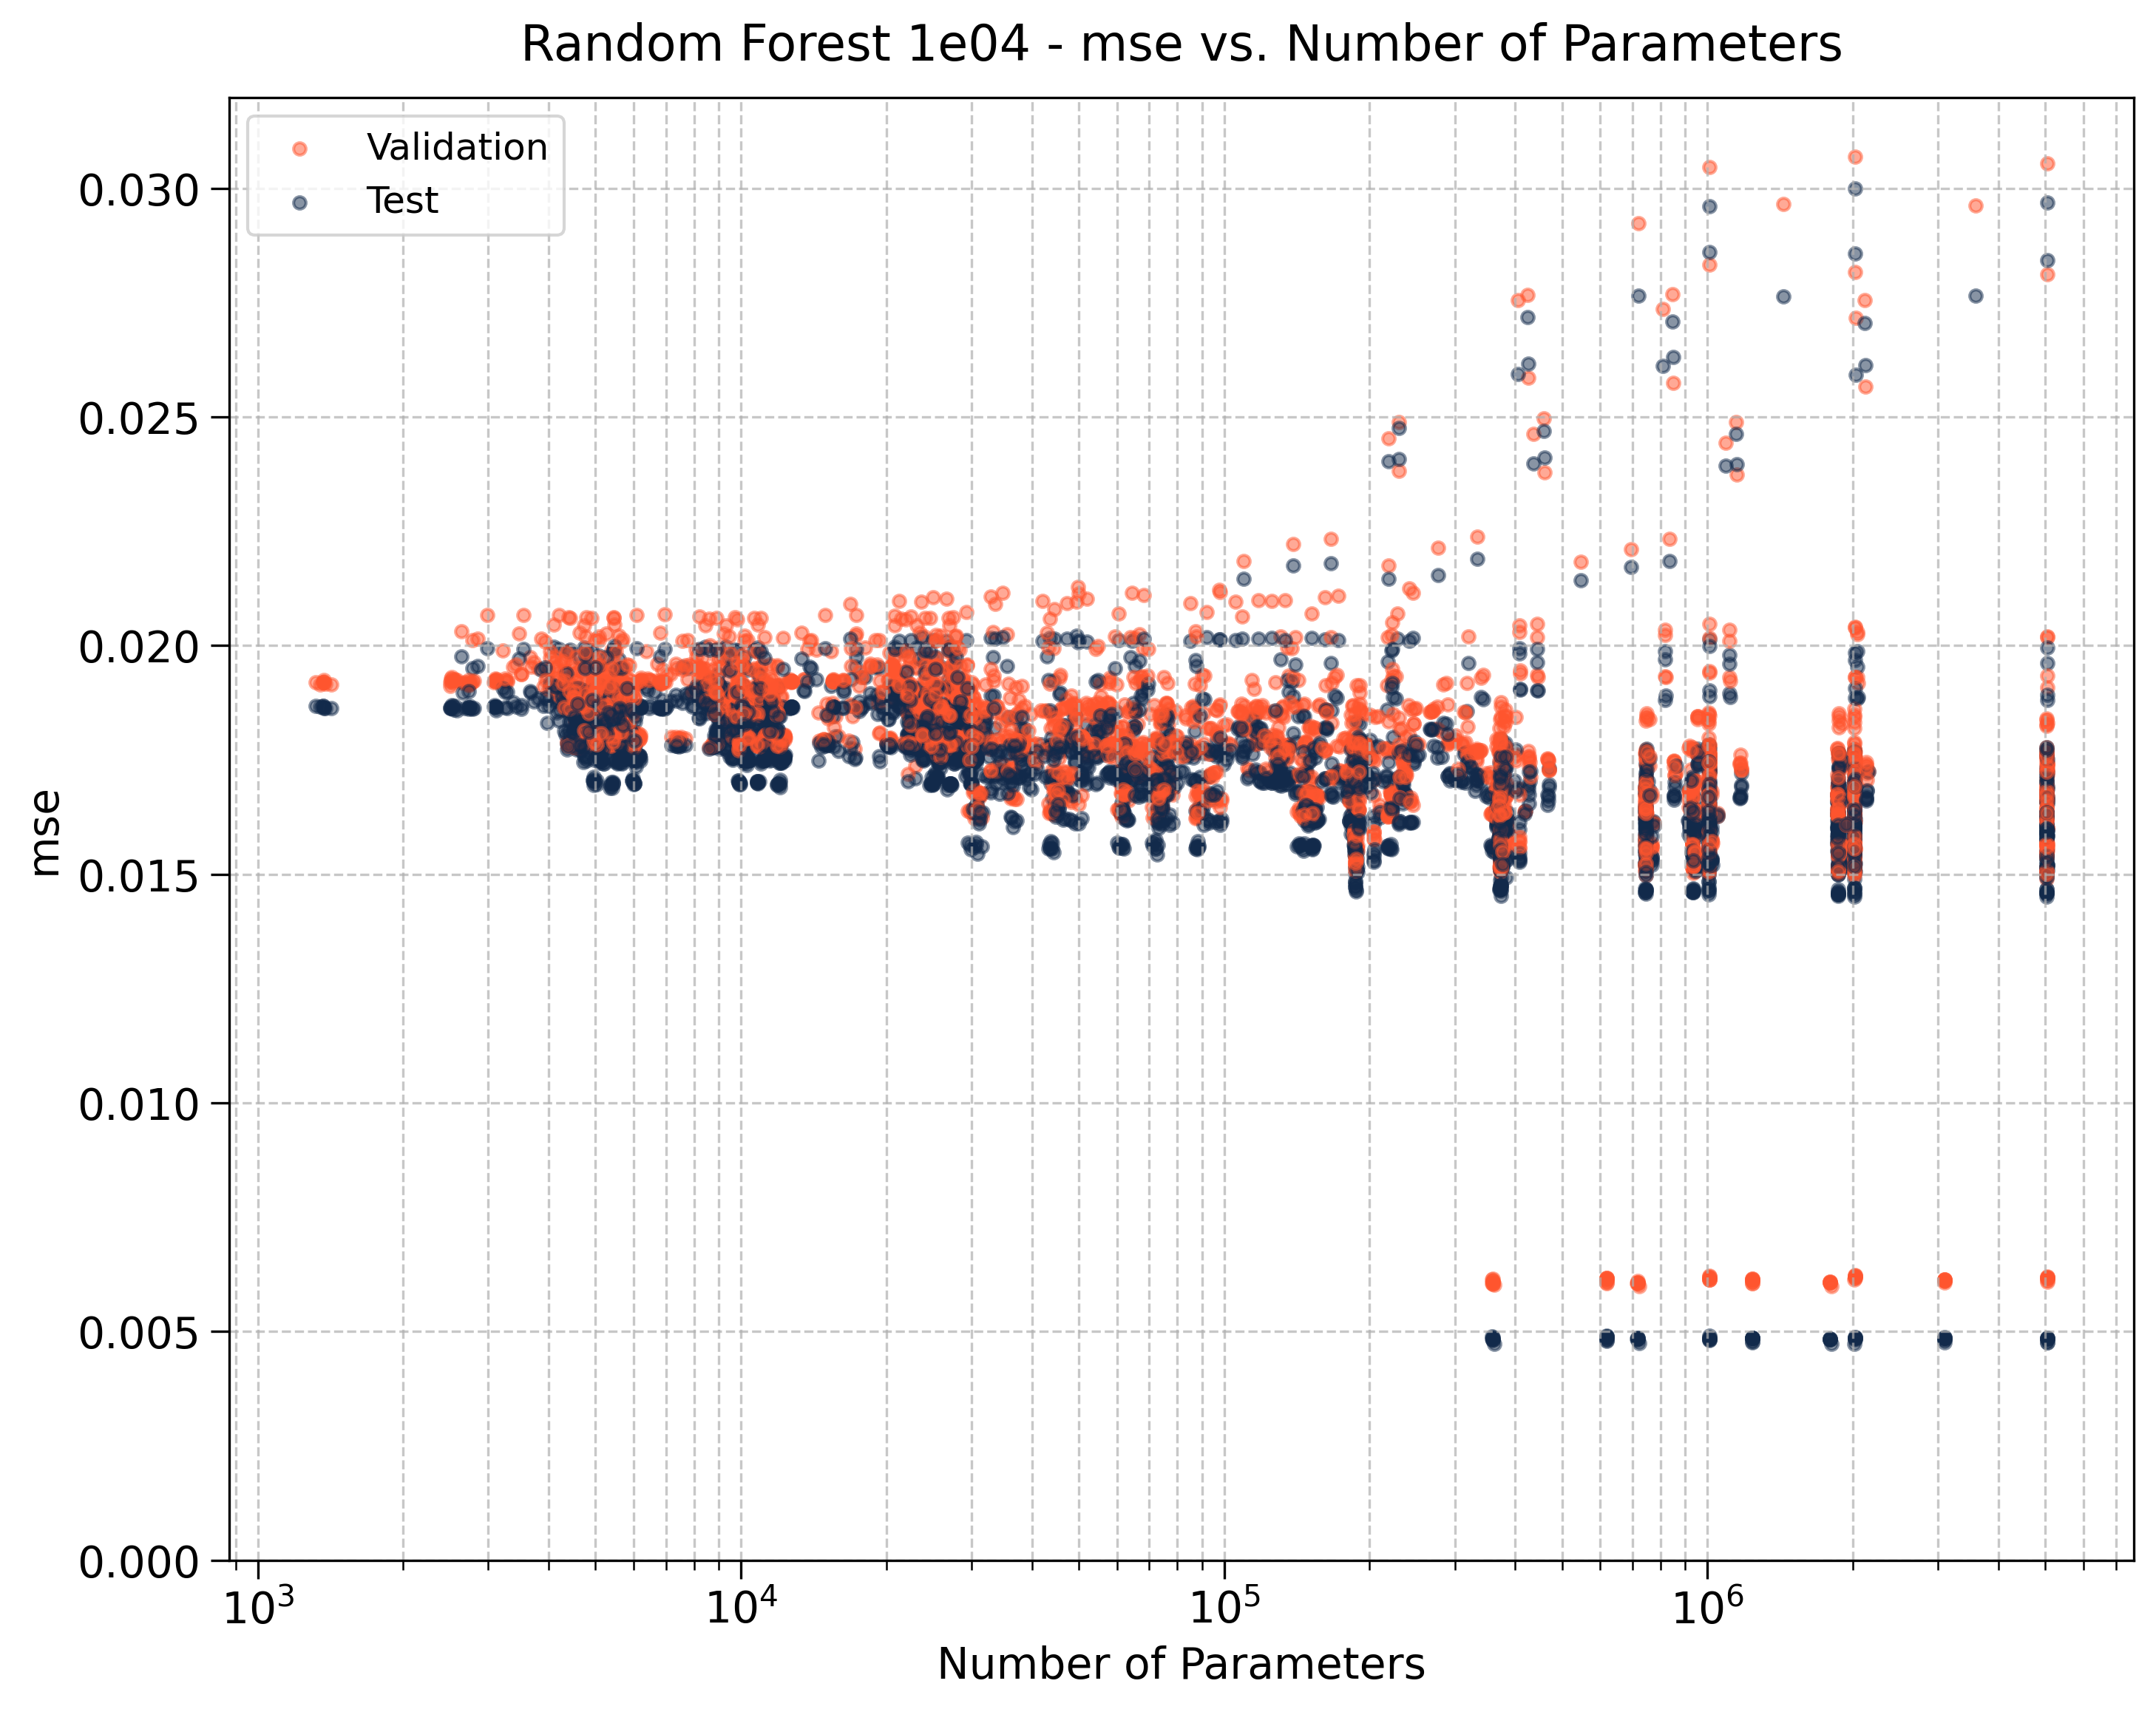 Random Forest 1e04 - mse vs. Number of Parameters
Validation
Test
0.030
0.025
0.020
0.015
0.010
0.005
0.000
mse
10³
10⁴
10⁵
10⁶
Number of Parameters